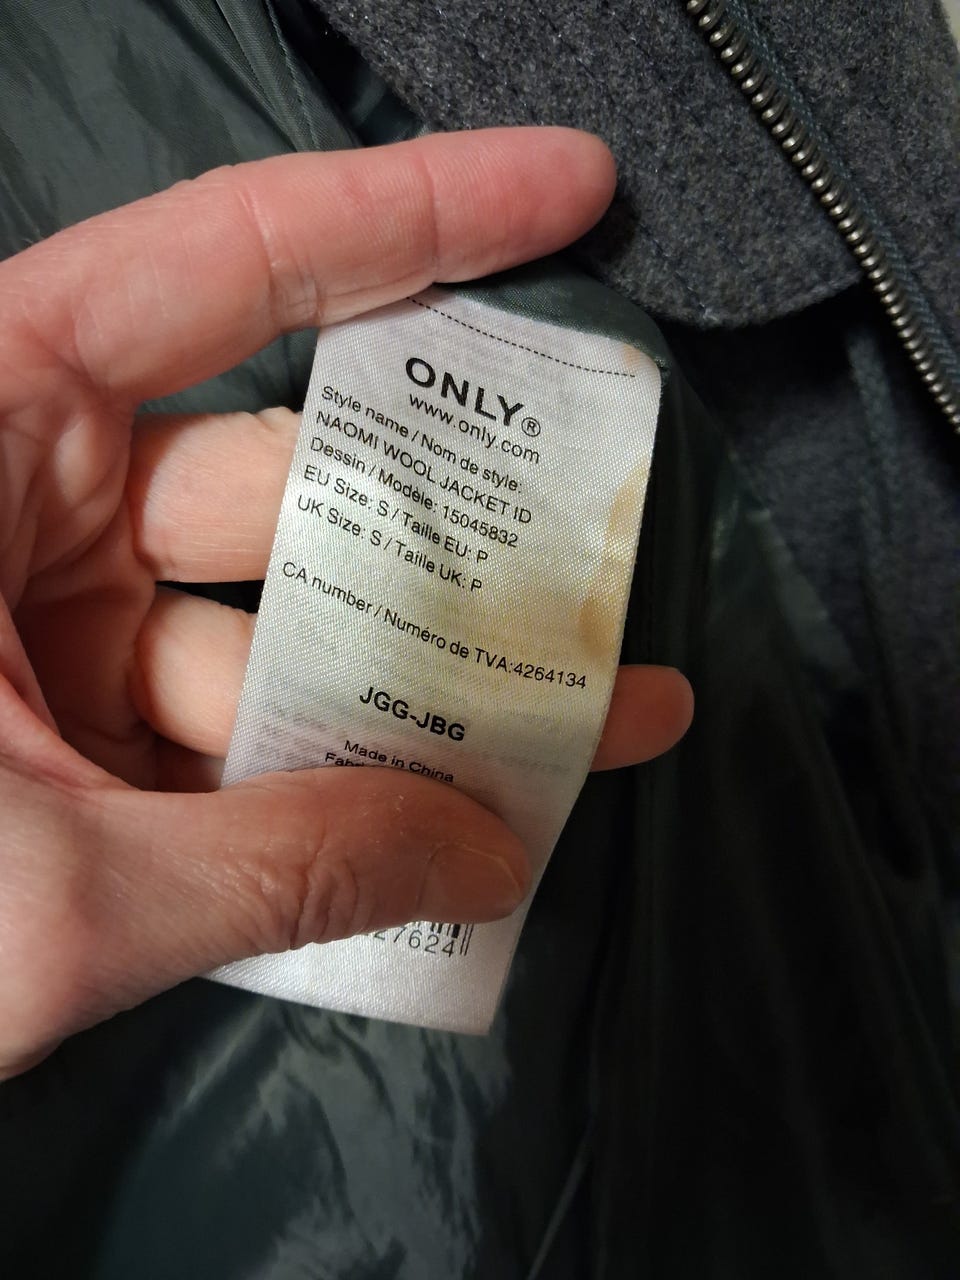 ONLY®
www.only.com
Style name / Nom de style:
NAOMI WOOL JACKET ID
Dessin / Modèle: 15045832
EU Size: S / Taille EU: P
UK Size: S / Taille UK: P
CA number / Numéro de TVA:4264134
JGG-JBG
Made in China
27624